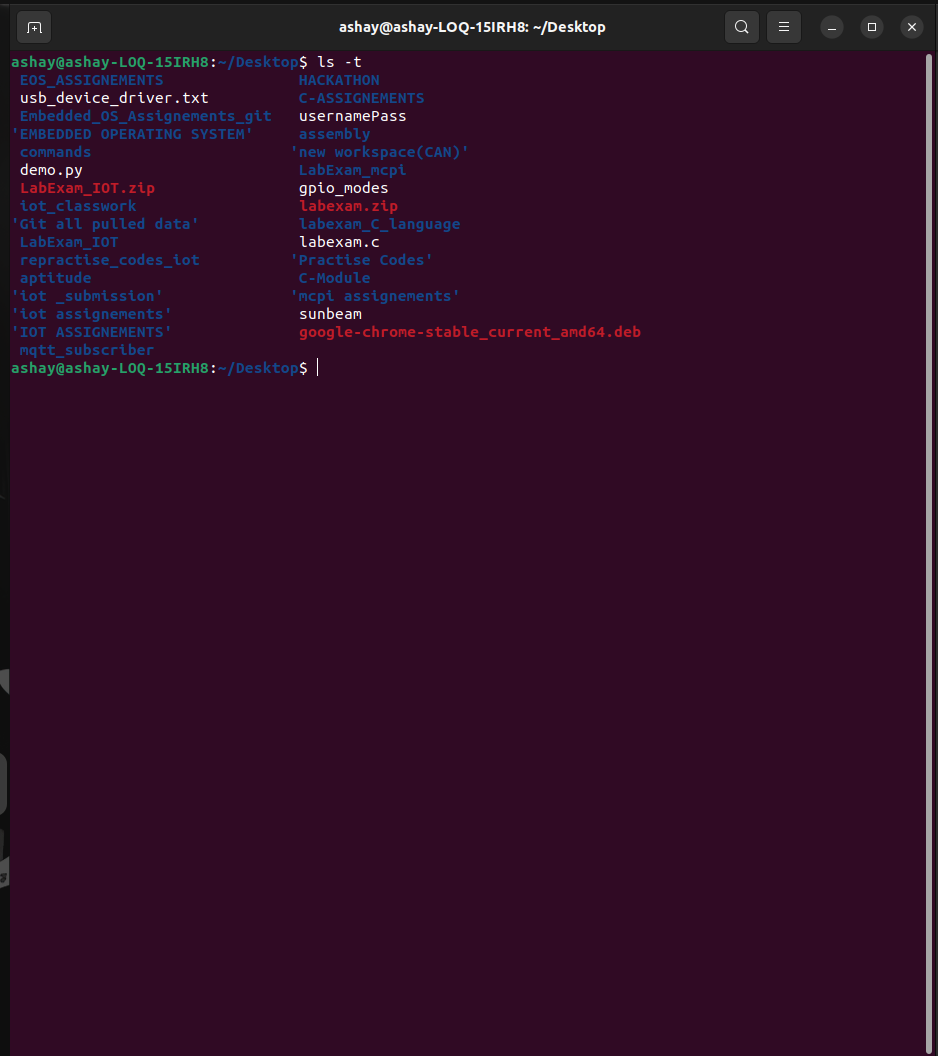 ashay@ashay-LOQ-15IRH8: ~/Desktop
ashay@ashay-LOQ-15IRH8:~/Desktop$ ls -t
EOS_ASSIGNEMENTS HACKATHON
usb_device_driver.txt C-ASSIGNEMENTS
Embedded_OS_Assignements_git usernamePass
'EMBEDDED OPERATING SYSTEM' assembly
commands 'new workspace(CAN)'
demo.py LabExam_mcpi
LabExam_IOT.zip gpio_modes
iot_classwork labexam.zip
'Git all pulled data' labexam_C_language
LabExam_IOT labexam.c
repractise_codes_iot 'Practise Codes'
aptitude C-Module
'iot _submission' 'mcpi assignements'
'iot assignements' sunbeam
'IOT ASSIGNEMENTS' google-chrome-stable_current_amd64.deb
mqtt_subscriber
ashay@ashay-LOQ-15IRH8:~/Desktop$